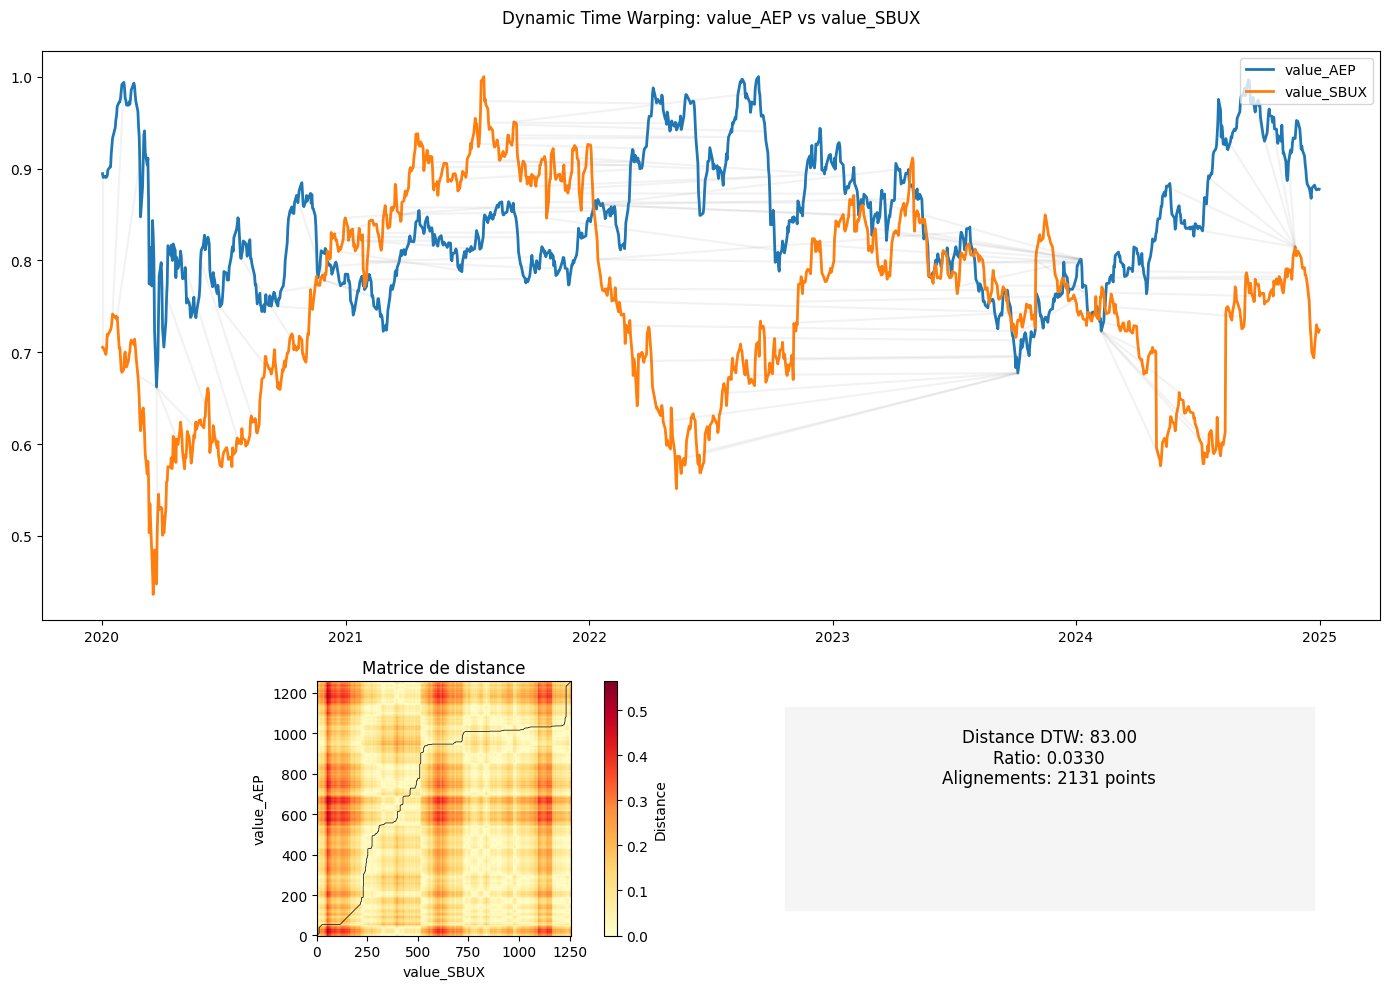 Dynamic Time Warping: value_AEP vs value_SBUX
value_AEP
value_SBUX
1.0
0.9
0.8
0.7
0.6
0.5
2020 2021 2022 2023 2024 2025
Matrice de distance
value_AEP
1200
1000
800
600
400
200
0
0 250 500 750 1000 1250
value_SBUX
0.5
0.4
0.3
0.2
0.1
0.0
Distance
Distance DTW: 83.00
Ratio: 0.0330
Alignements: 2131 points